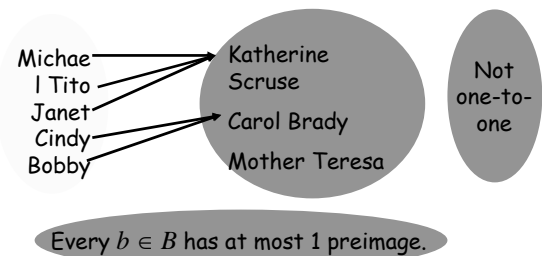 Michae
l Tito
Janet
Cindy
Bobby
Katherine
Scruse
Carol Brady
Mother Teresa
Not
one-to-
one
Every b ∈ B has at most 1 preimage.